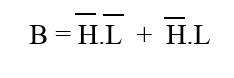 B = H̅.L̅ + H̅.L